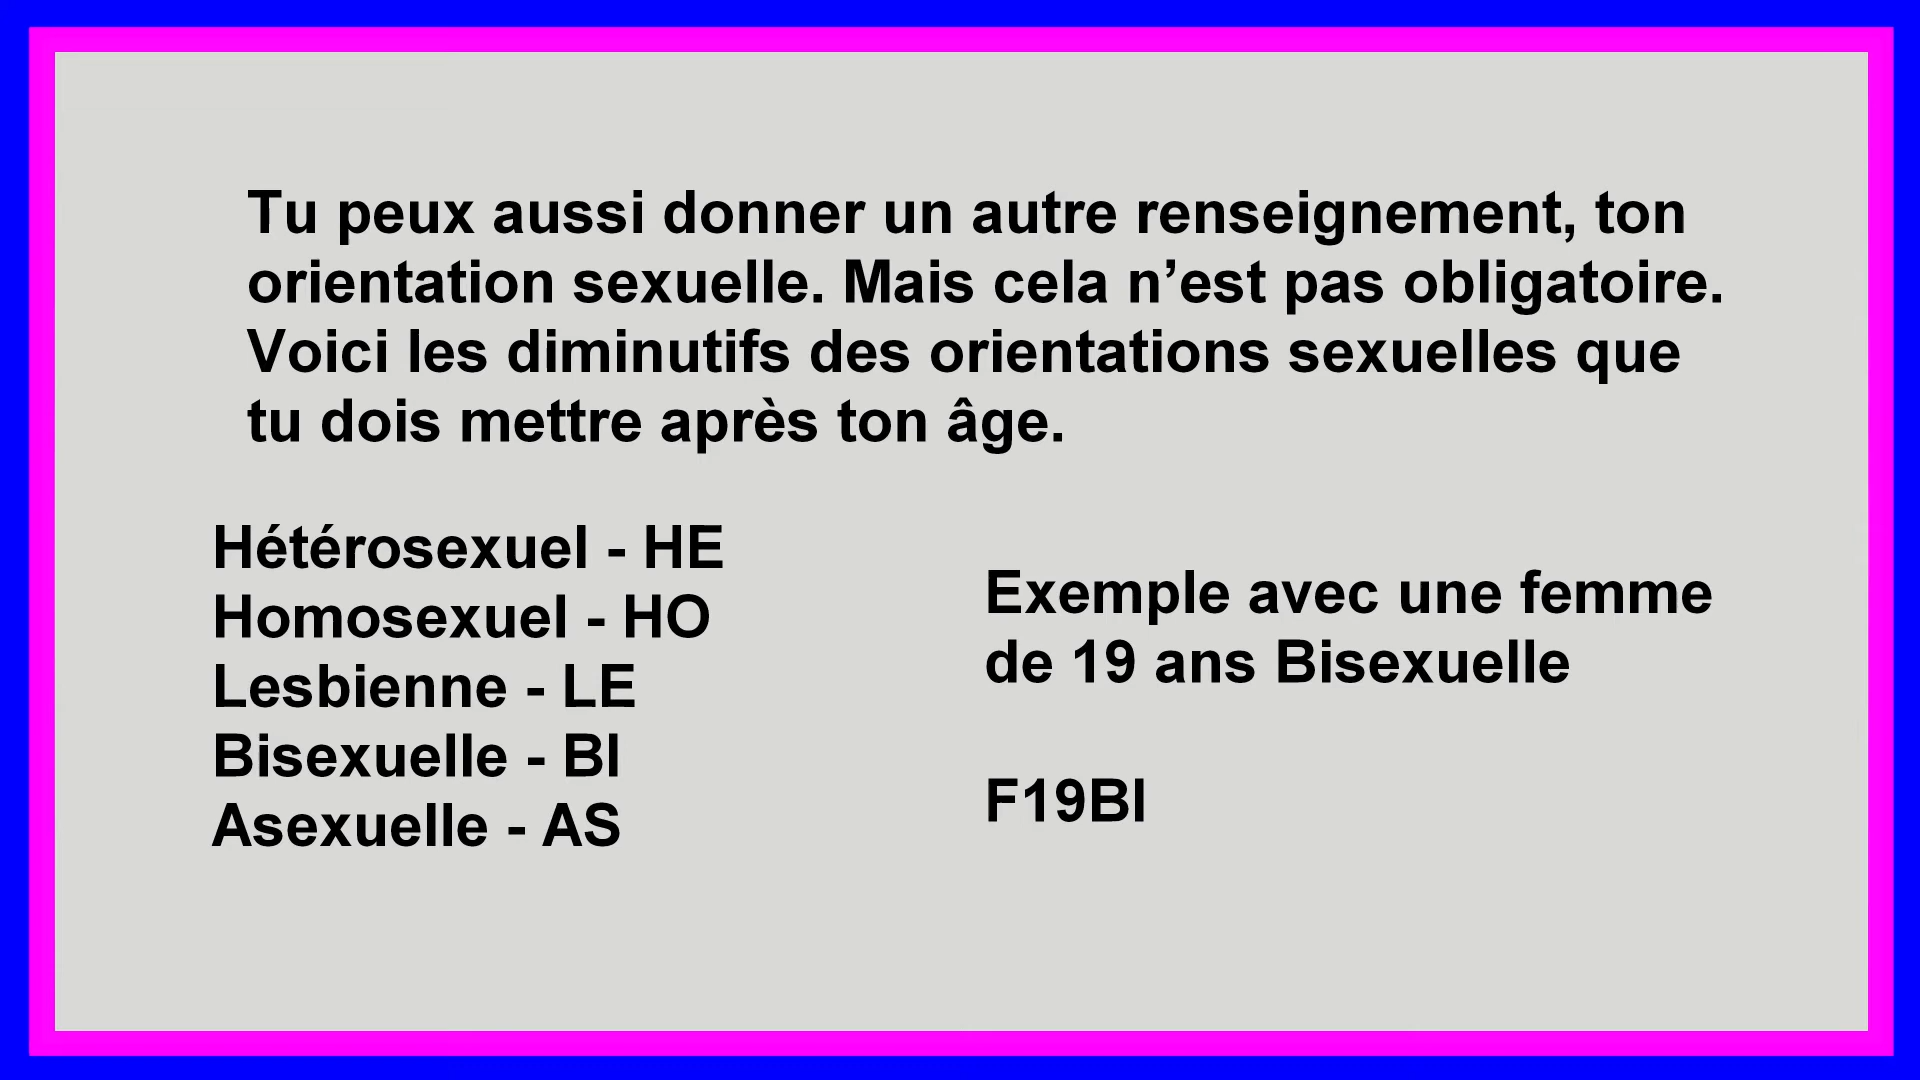 Tu peux aussi donner un autre renseignement, ton
orientation sexuelle. Mais cela n’est pas obligatoire.
Voici les diminutifs des orientations sexuelles que
tu dois mettre après ton âge.
Hétérosexuel - HE
Homosexuel - HO
Lesbienne - LE
Bisexuelle - BI
Asexuelle - AS
Exemple avec une femme
de 19 ans Bisexuelle
F19BI